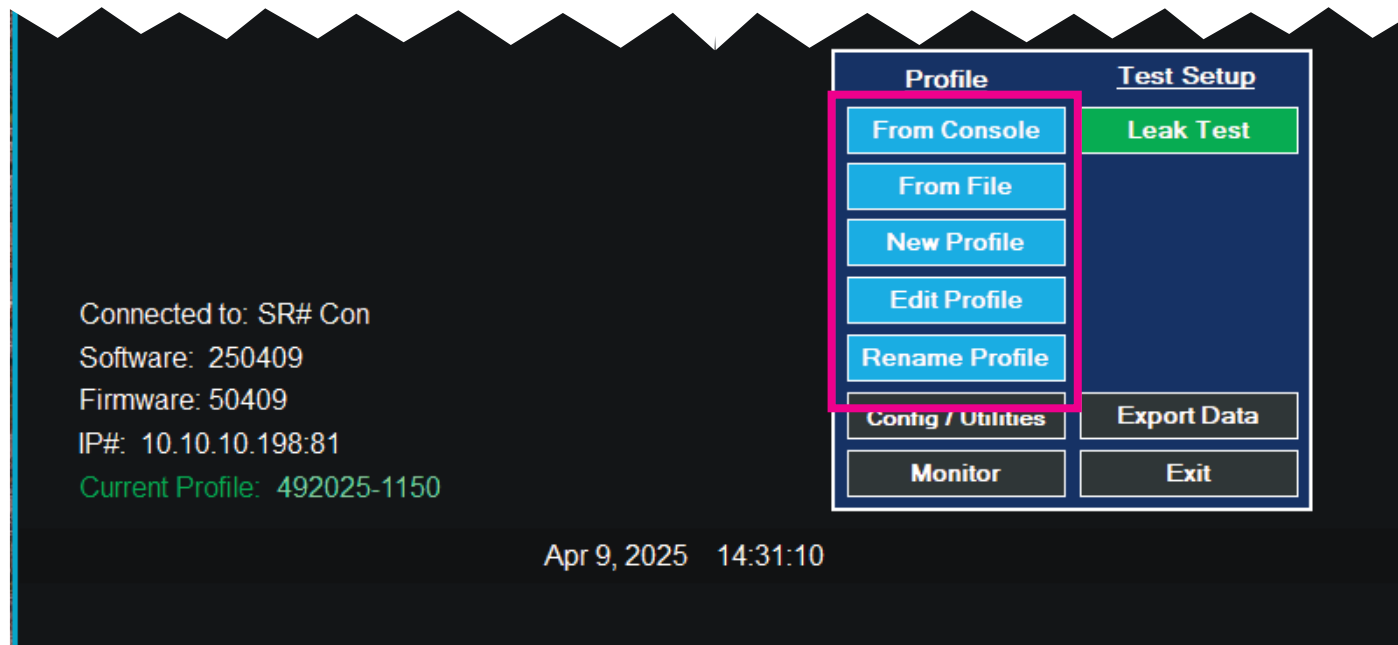 Profile
Test Setup
From Console
Leak Test
From File
New Profile
Edit Profile
Rename Profile
Config / Utilities
Export Data
Monitor
Exit
Connected to: SR# Con
Software: 250409
Firmware: 50409
IP#: 10.10.10.198:81
Current Profile: 492025-1150
Apr 9, 2025 14:31:10